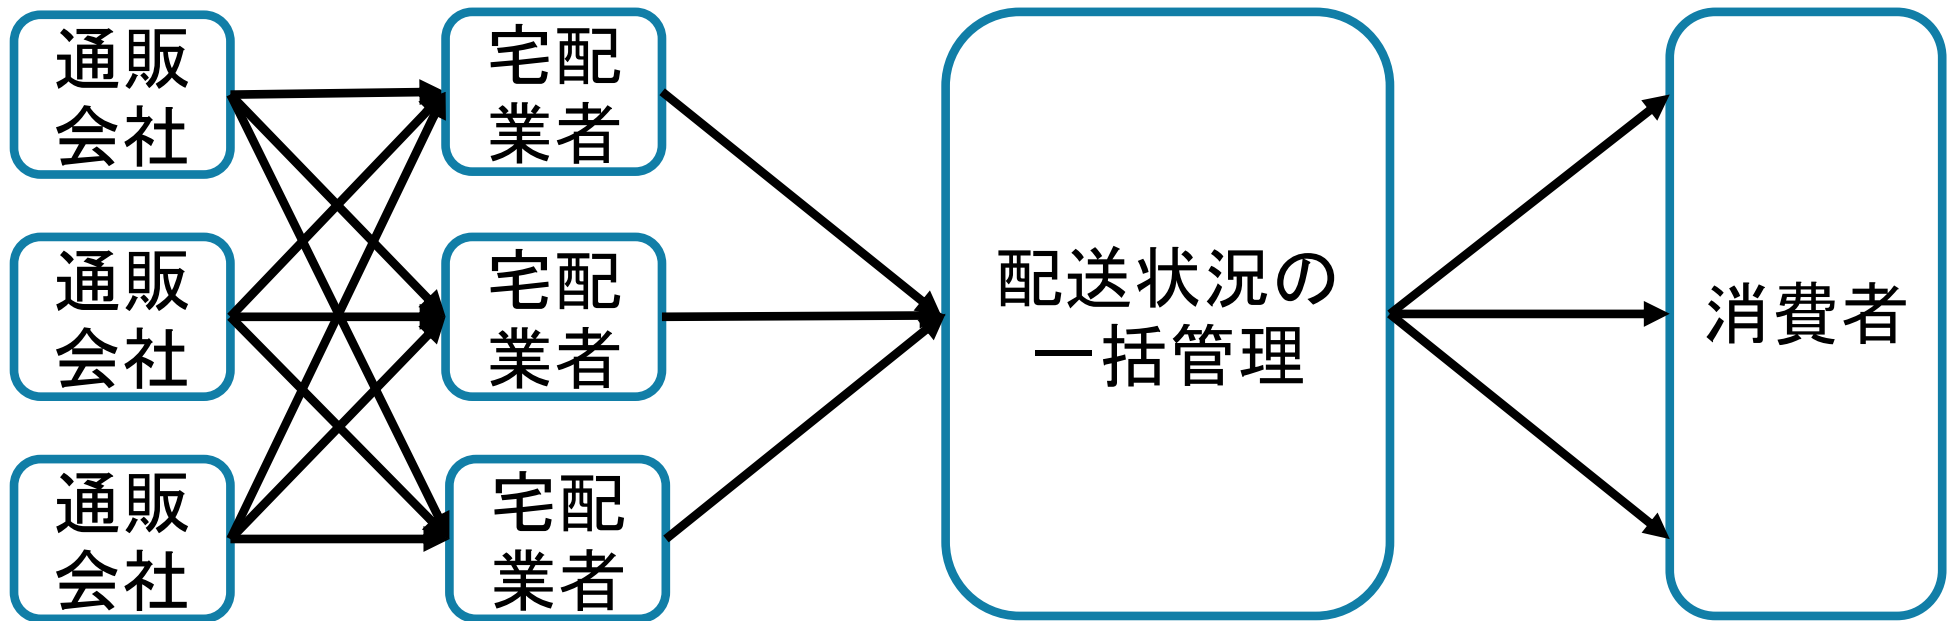 通販
会社
宅配
業者
通販
会社
宅配
業者
通販
会社
宅配
業者
配送状況の
一括管理
消費者